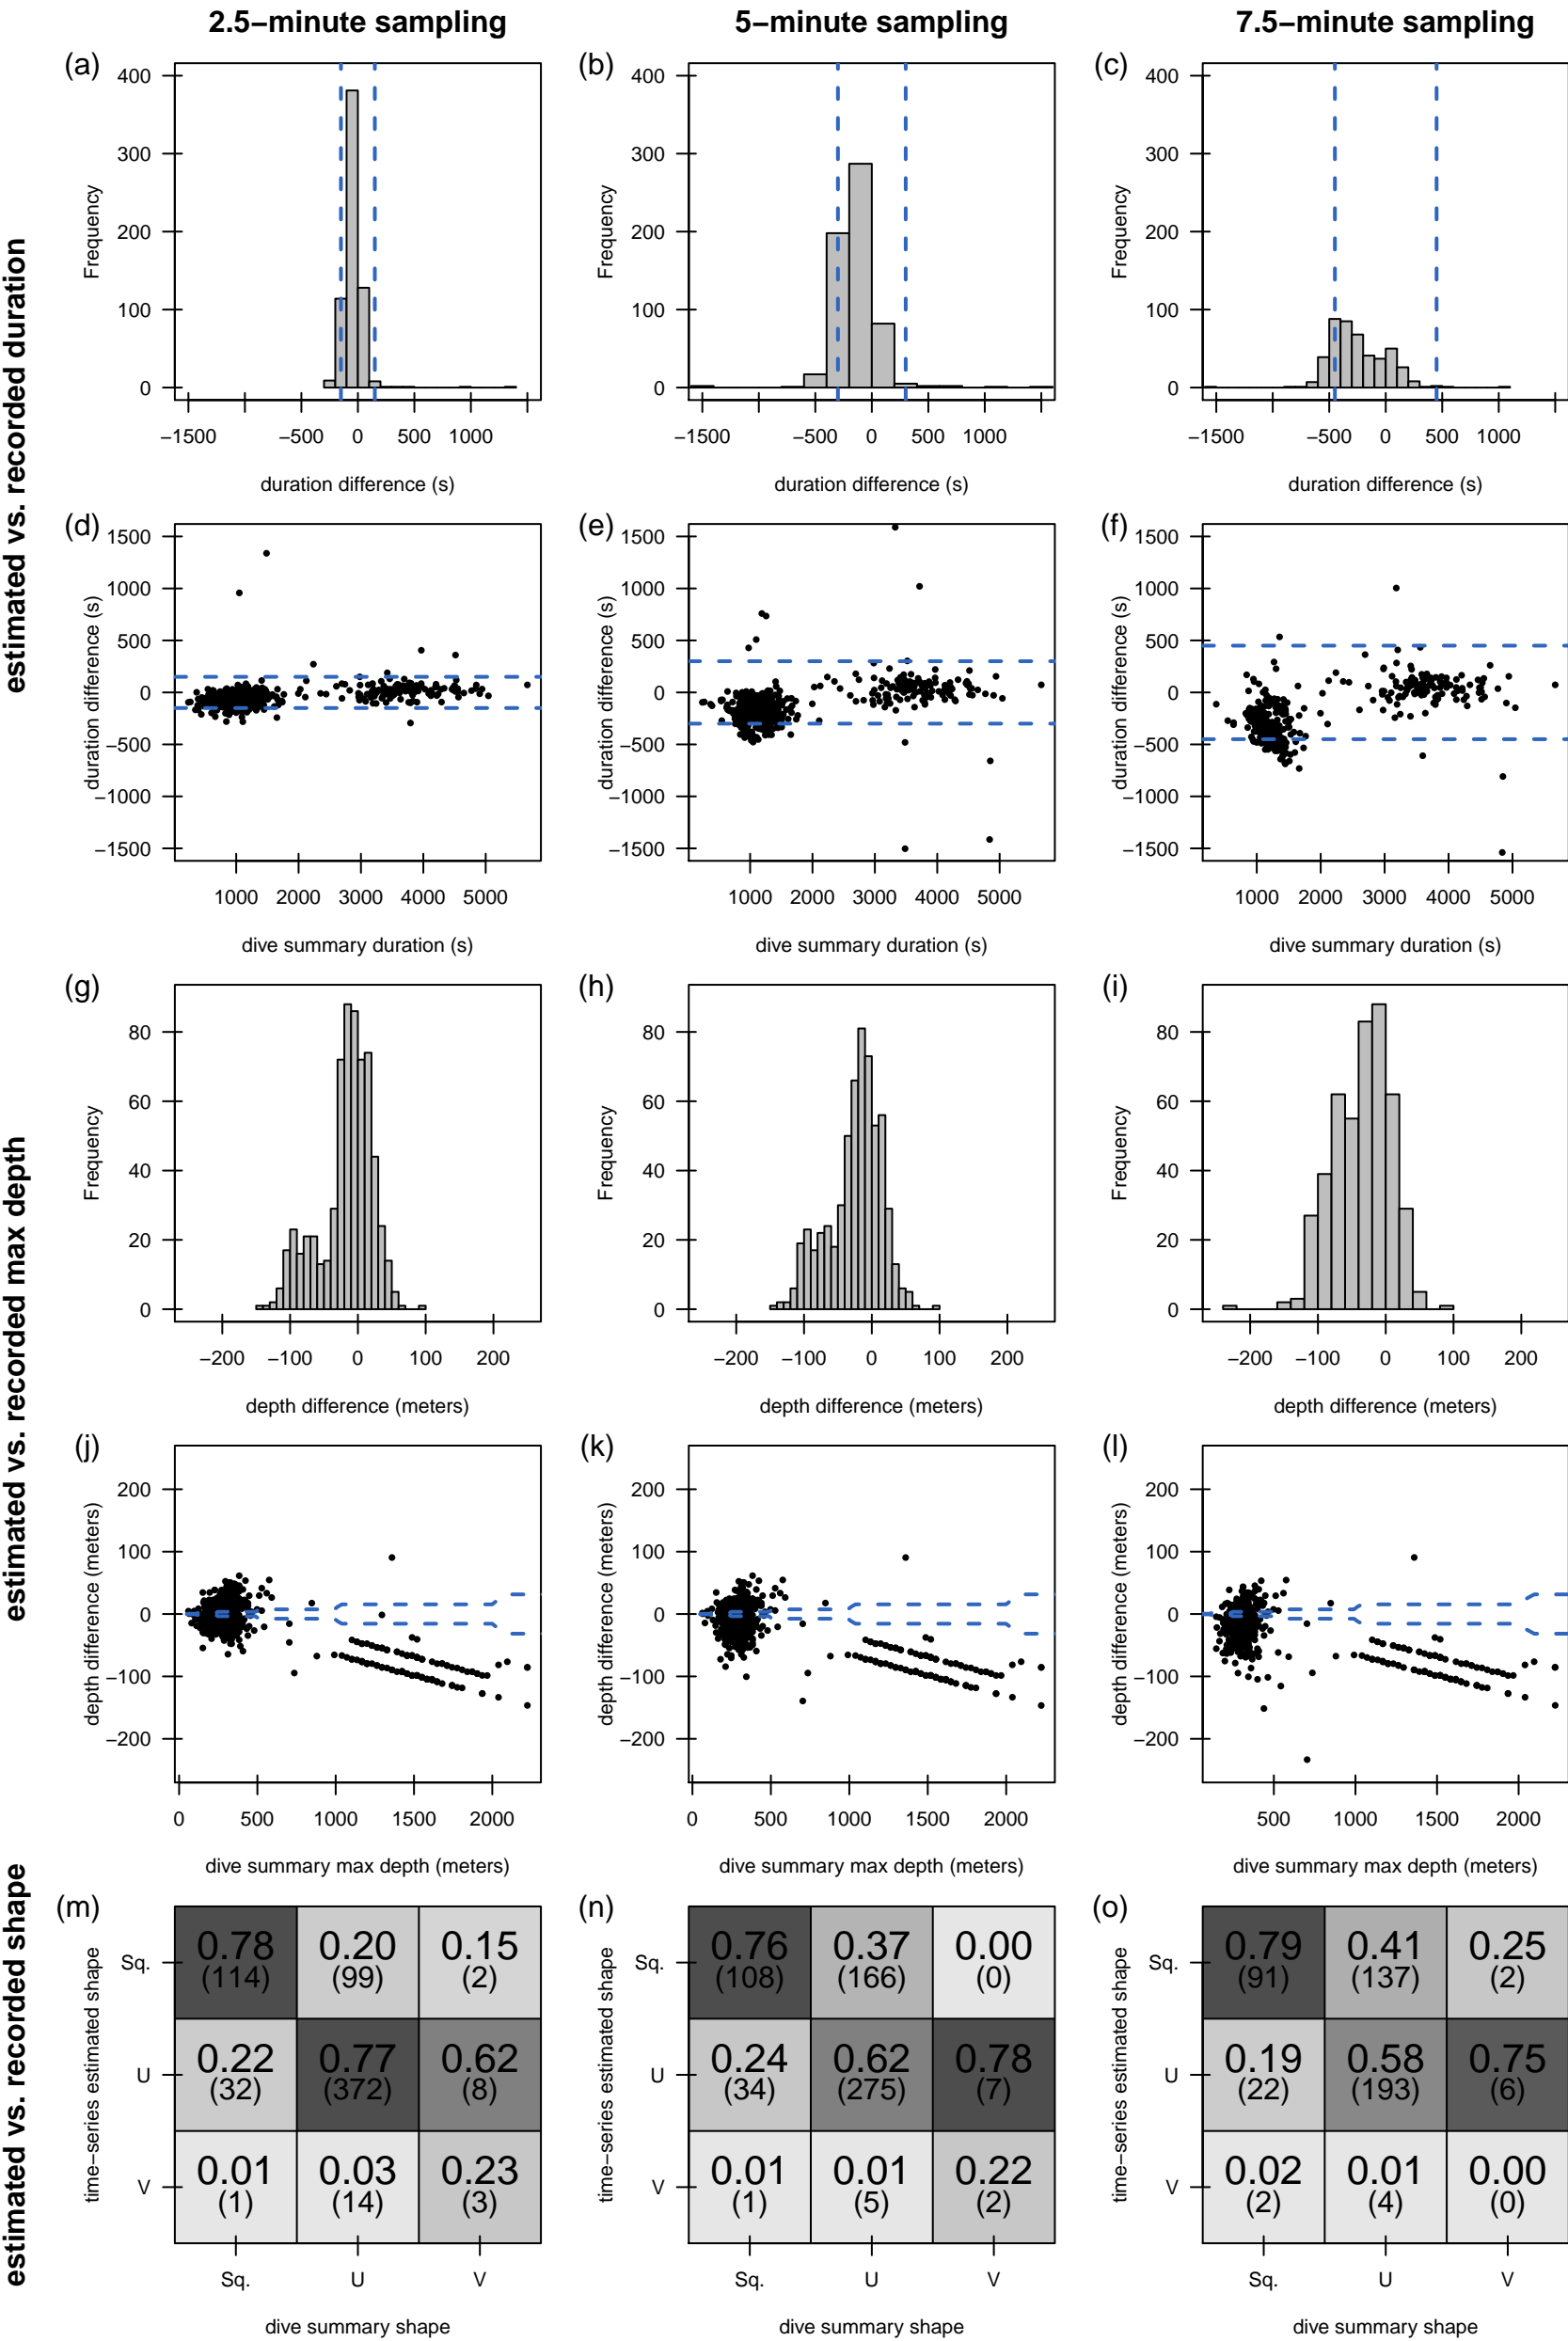 2.5−minute sampling
5−minute sampling
7.5−minute sampling
estimated vs. recorded duration
(a)
400
300
200
100
0
Frequency
−1500
−500
0
500
1000
duration difference (s)
(b)
400
300
200
100
0
Frequency
−1500
−500
0
500
1000
duration difference (s)
(c)
400
300
200
100
0
Frequency
−1500
−500
0
500
1000
duration difference (s)
(d)
1500
1000
500
0
−500
−1000
−1500
duration difference (s)
1000
2000
3000
4000
5000
dive summary duration (s)
(e)
1500
1000
500
0
−500
−1000
−1500
duration difference (s)
1000
2000
3000
4000
5000
dive summary duration (s)
(f)
1500
1000
500
0
−500
−1000
−1500
duration difference (s)
1000
2000
3000
4000
5000
dive summary duration (s)
estimated vs. recorded max depth
(g)
80
60
40
20
0
Frequency
−200
−100
0
100
200
depth difference (meters)
(h)
80
60
40
20
0
Frequency
−200
−100
0
100
200
depth difference (meters)
(i)
80
60
40
20
0
Frequency
−200
−100
0
100
200
depth difference (meters)
(j)
200
100
0
−100
−200
depth difference (meters)
0
500
1000
1500
2000
dive summary max depth (meters)
(k)
200
100
0
−100
−200
depth difference (meters)
0
500
1000
1500
2000
dive summary max depth (meters)
(l)
200
100
0
−100
−200
depth difference (meters)
500
1000
1500
2000
dive summary max depth (meters)
estimated vs. recorded shape
(m)
time−series estimated shape
Sq.
U
V
0.78
(114)
0.20
(99)
0.15
(2)
0.22
(32)
0.77
(372)
0.62
(8)
0.01
(1)
0.03
(14)
0.23
(3)
Sq.
U
V
dive summary shape
(n)
time−series estimated shape
Sq.
U
V
0.76
(108)
0.37
(166)
0.00
(0)
0.24
(34)
0.62
(275)
0.78
(7)
0.01
(1)
0.01
(5)
0.22
(2)
Sq.
U
V
dive summary shape
(o)
time−series estimated shape
Sq.
U
V
0.79
(91)
0.41
(137)
0.25
(2)
0.19
(22)
0.58
(193)
0.75
(6)
0.02
(2)
0.01
(4)
0.00
(0)
Sq.
U
V
dive summary shape